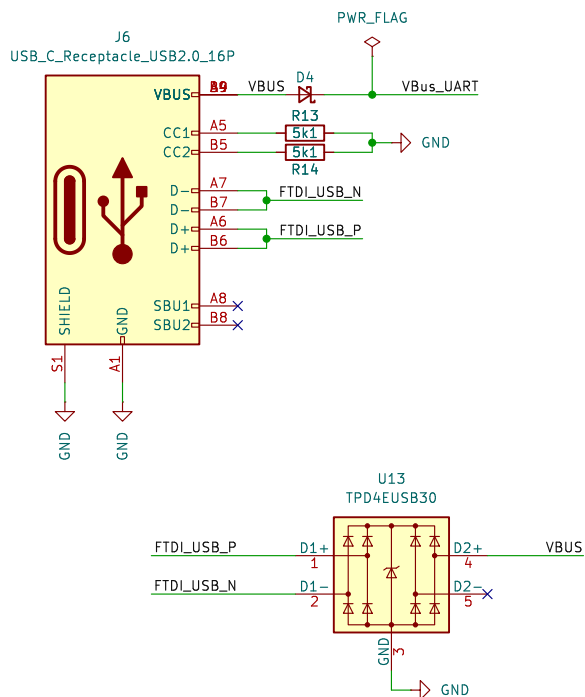 PWR_FLAG
J6
USB_C_Receptacle_USB2.0_16P
VBUS
VBUS
D4
VBus_UART
R13
CC1
A5
5k1
CC2
B5
5k1
GND
R14
D-
A7
FTDI_USB_N
D-
B7
D+
A6
FTDI_USB_P
D+
B6
SBU1
A8
SBU2
B8
SHIELD
GND
S1
A1
GND
GND
U13
TPD4EUSB30
FTDI_USB_P
D1+
1
D2+
4
VBUS
FTDI_USB_N
D1-
2
D2-
5
GND
3
GND